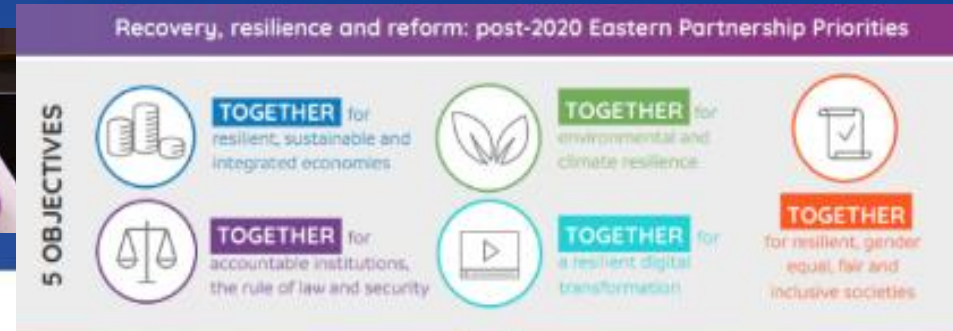 Recovery, resilience and reform: post-2020 Eastern Partnership Priorities
5 OBJECTIVES
TOGETHER for
resilient, sustainable and
integrated economies
TOGETHER for
environmental and
climate resilience
TOGETHER for
accountable institutions,
the rule of law and security
TOGETHER for
a resilient digital
transformation
TOGETHER
for resilient, gender
equal, fair and
inclusive societies